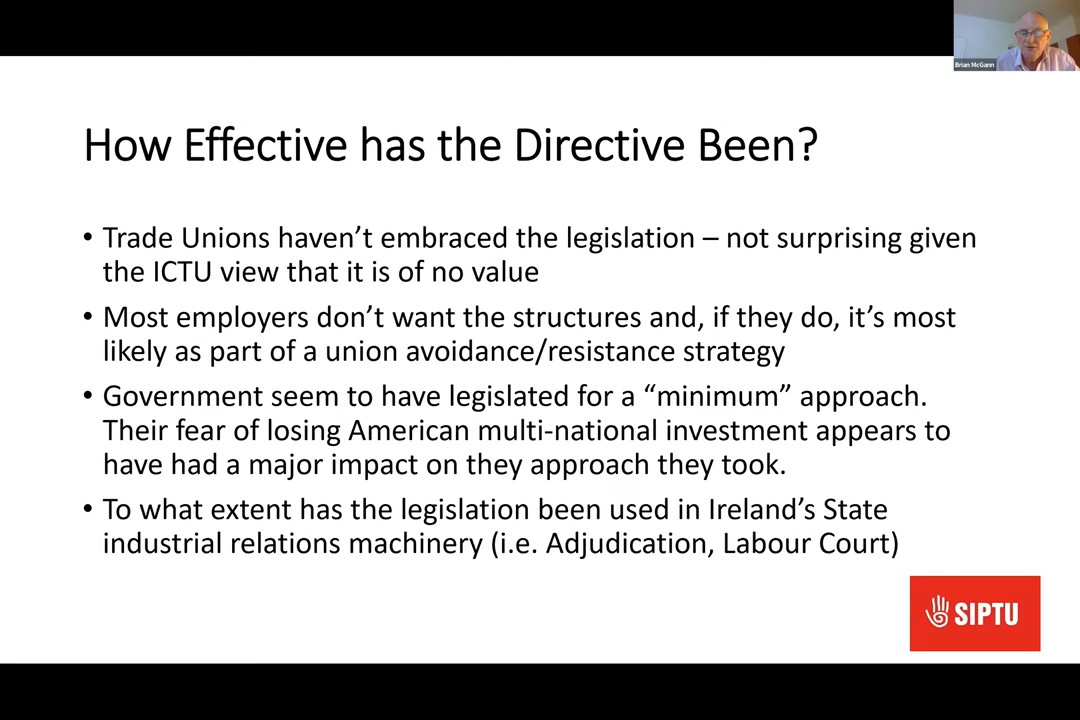 Brian McGann
How Effective has the Directive Been?
• Trade Unions haven't embraced the legislation – not surprising given
the ICTU view that it is of no value
• Most employers don't want the structures and, if they do, it's most
likely as part of a union avoidance/resistance strategy
• Government seem to have legislated for a “minimum” approach.
Their fear of losing American multi-national investment appears to
have had a major impact on they approach they took.
• To what extent has the legislation been used in Ireland's State
industrial relations machinery (i.e. Adjudication, Labour Court)
SIPTU